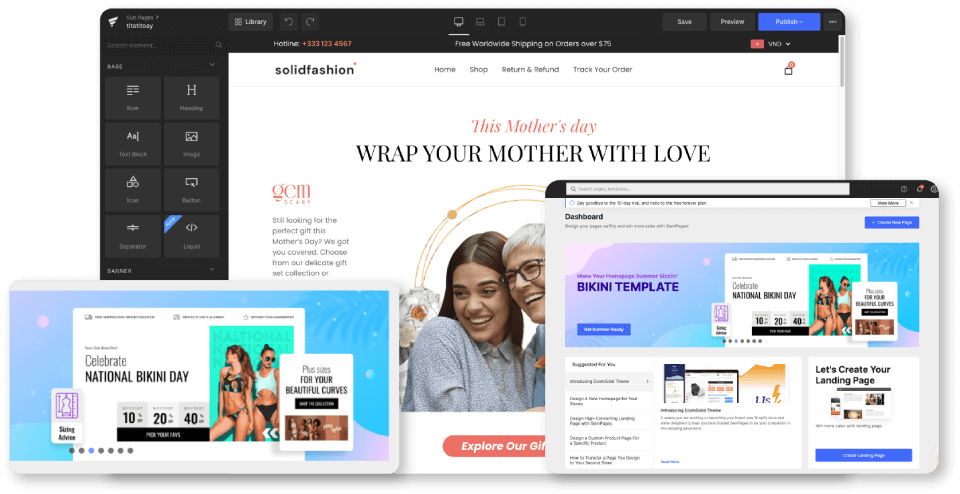 Sub Pages >
titatitoay
Library
Save
Preview
Publish
Search element...
Hotline: +333 123 4567
Free Worldwide Shipping on Orders over $75
VND
BASE
solidfashion
Home
Shop
Return & Refund
Track Your Order
Row
Heading
Text Block
Image
Icon
Button
Separator
Liquid
BANNER
This Mother's day
WRAP YOUR MOTHER WITH LOVE
gem
SCARF
Still looking for the
perfect gift this
Mother's Day? We got
you covered. Choose
from our delicate gift
set collection or
Explore Our Gif
Celebrate
NATIONAL BIKINI DAY
NATIONAL
10
20
40
PICK YOUR FAVS
Sizing
Advice
Plus sizes
FOR YOUR
BEAUTIFUL CURVES
SHOP THE COLLECTION
Search pages, templates...
Say goodbye to the 10-day trial, and hello to the free forever plan.
View More
Dashboard
Design your pages swiftly and win more sales with GemPages!
Create New Page
Make Your Homepage Summer Sizzlin'
BIKINI TEMPLATE
Get Summer Ready
Celebrate
NATIONAL BIKINI DAY
10
20
40
Sizing
Advice
Plus sizes
FOR YOUR
BEAUTIFUL CURVES
Suggested For You
Introducing EcomSolid Theme
Design A New Homepage for Your
Stores
Design High-Converting Landing
Page with GemPages
Design a Custom Product Page For
a Specific Product.
How to Transfer a Page You Design
to Your Second Store
Introducing EcomSolid Theme
Read More
Let's Create Your
Landing Page
Win more sales with landing page
Create Landing Page